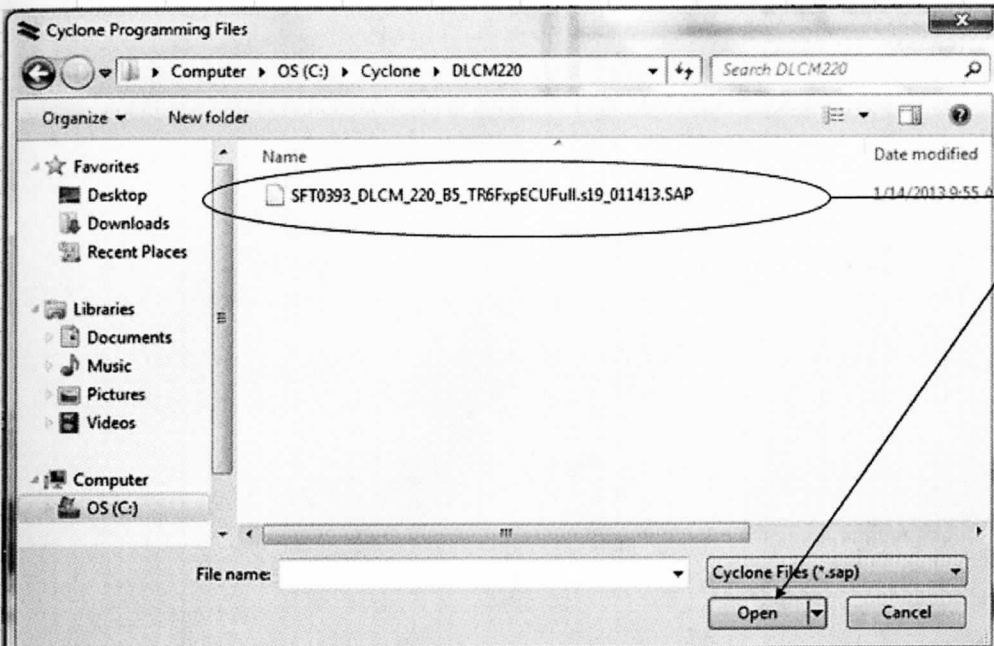 Cyclone Programming Files
Computer ▸ OS (C:) ▸ Cyclone ▸ DLCM220
Search DLCM220
Organize
New folder
Name
Date modified
Favorites
Desktop
Downloads
Recent Places
SFT0393_DLCM_220_B5_TR6FxpECUFull.s19_011413.SAP
1/14/2013 9:55 A
Libraries
Documents
Music
Pictures
Videos
Computer
OS (C:)
File name:
Cyclone Files (*.sap)
Open
Cancel